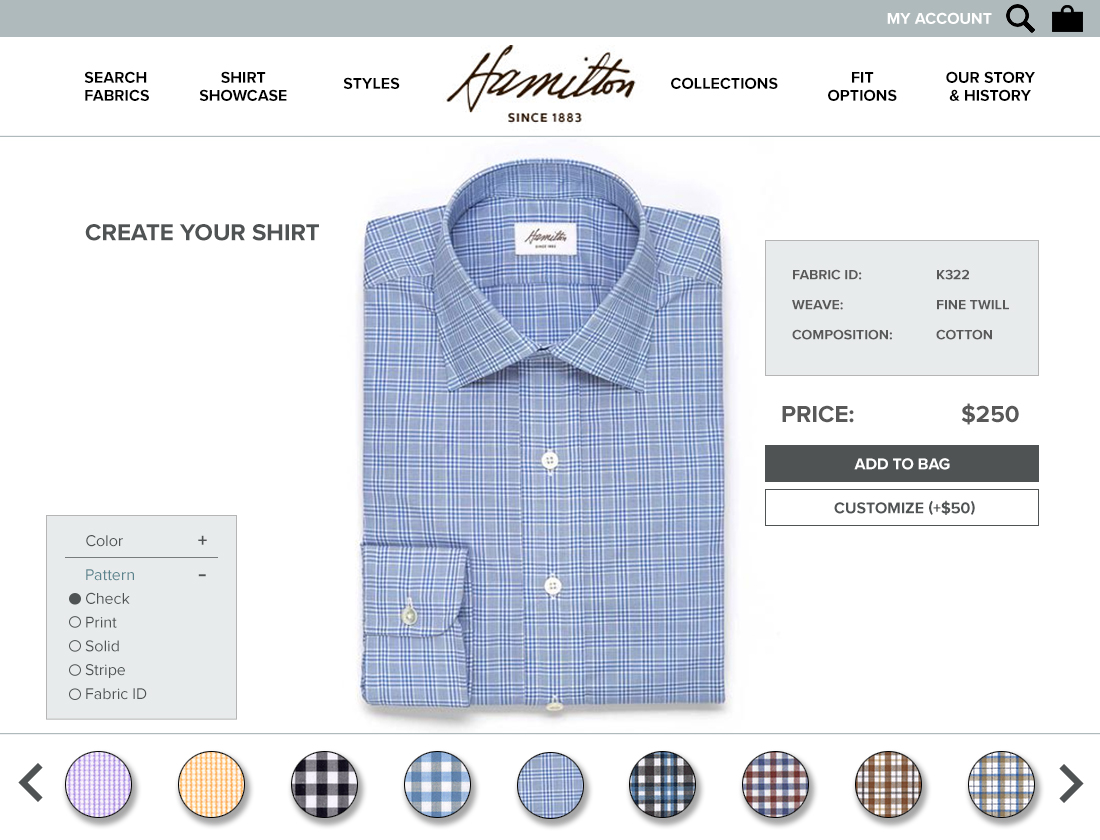 MY ACCOUNT
SEARCH
FABRICS
SHIRT
SHOWCASE
STYLES
Hamilton
SINCE 1883
COLLECTIONS
FIT
OPTIONS
OUR STORY
& HISTORY
CREATE YOUR SHIRT
Hamilton
SINCE 1883
FABRIC ID: K322
WEAVE: FINE TWILL
COMPOSITION: COTTON
PRICE: $250
ADD TO BAG
CUSTOMIZE (+$50)
Color +
Pattern -
Check
Print
Solid
Stripe
Fabric ID